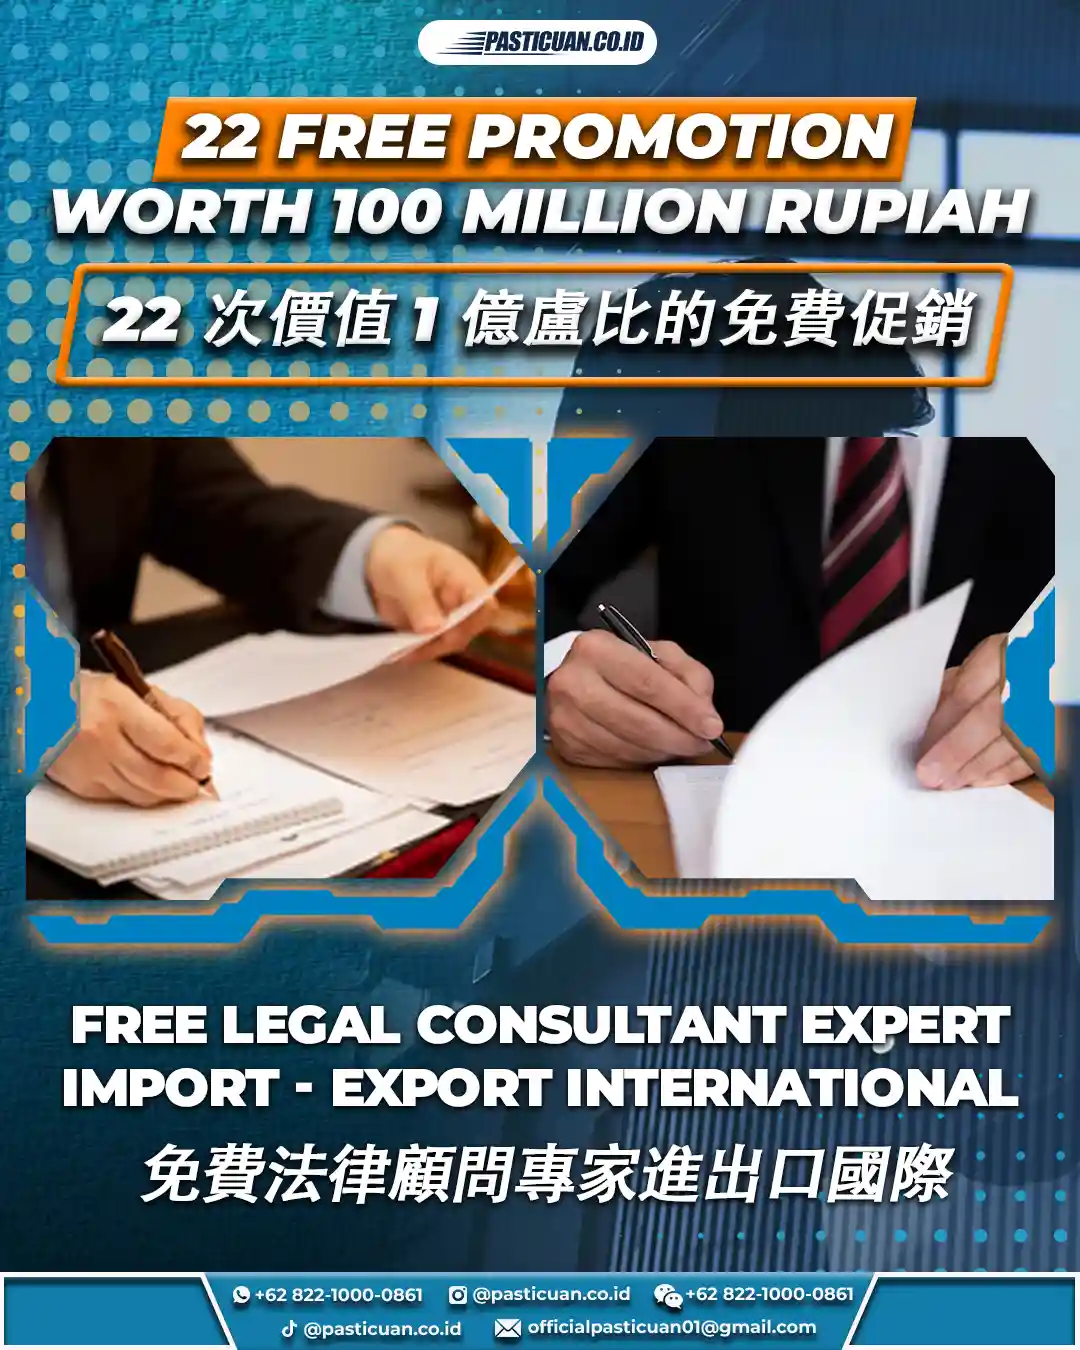 PASTICUAN.CO.ID
22 FREE PROMOTION
WORTH 100 MILLION RUPIAH
22 次價值 1 億盧比的免費促銷
FREE LEGAL CONSULTANT EXPERT
IMPORT - EXPORT INTERNATIONAL
免費法律顧問專家進出口國際
+62 822-1000-0861 @pasticuan.co.id +62 822-1000-0861
@pasticuan.co.id officialpasticuan01@gmail.com